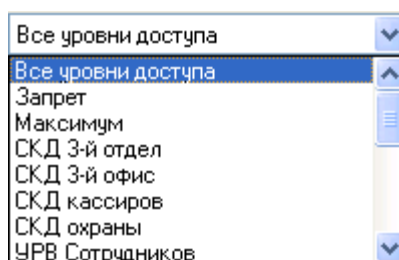 Все уровни доступа
Все уровни доступа
Запрет
Максимум
СКД 3-й отдел
СКД 3-й офис
СКД кассиров
СКД охраны
УРВ Сотрудников